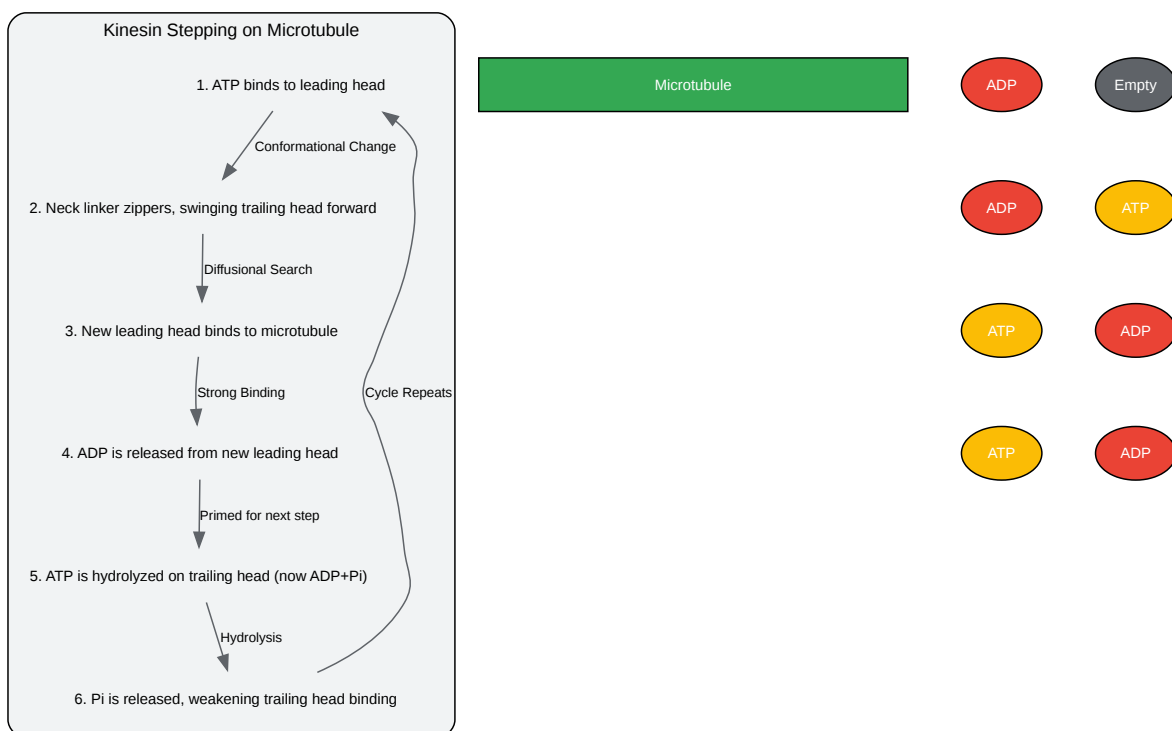 Kinesin Stepping on Microtubule
1. ATP binds to leading head
Conformational Change
2. Neck linker zippers, swinging trailing head forward
Diffusional Search
3. New leading head binds to microtubule
Strong Binding
Cycle Repeats
4. ADP is released from new leading head
Primed for next step
5. ATP is hydrolyzed on trailing head (now ADP+Pi)
Hydrolysis
6. Pi is released, weakening trailing head binding
Microtubule
ADP
Empty
ADP
ATP
ATP
ADP
ATP
ADP